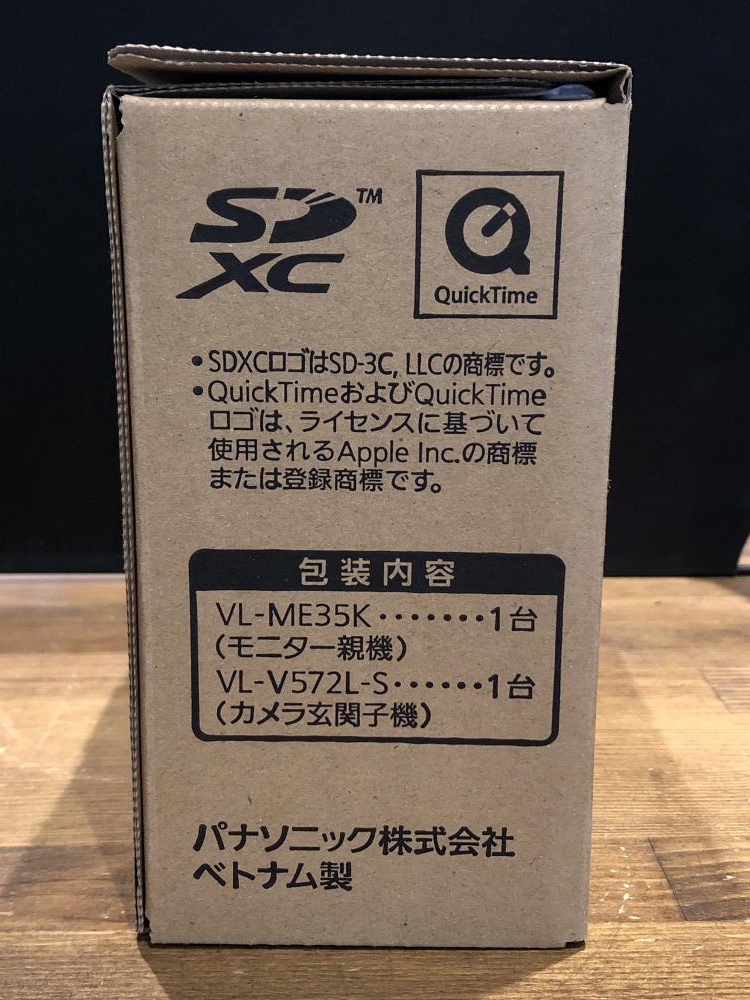 SD™
XC
QuickTime
•SDXCロゴはSD-3C, LLCの商標です。
•QuickTimeおよびQuickTime
ロゴは、ライセンスに基づいて
使用されるApple Inc.の商標
または登録商標です。
包装内容
VL-ME35K・・・・・・・1台
(モニター親機)
VL-V572L-S・・・・・・1台
(カメラ玄関子機)
パナソニック株式会社
ベトナム製